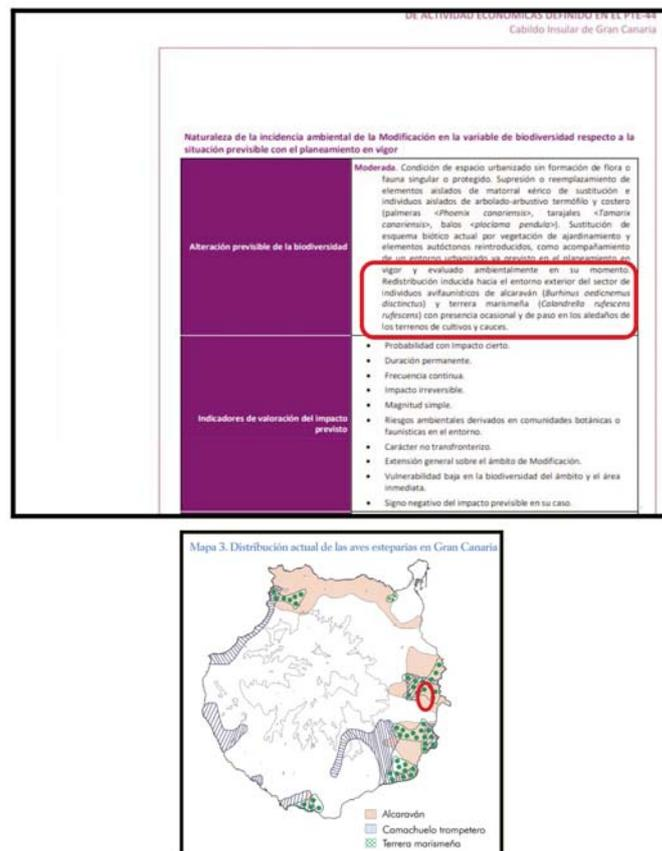 DE ACTIVIDAD ECONÓMICAS DEFINIDO EN EL PTE-44
Cabildo Insular de Gran Canaria
Naturaleza de la incidencia ambiental de la Modificación en la variable de biodiversidad respecto a la
situación previsible con el planeamiento en vigor
Alteración previsible de la biodiversidad
Moderada. Condición de espacio urbanizado sin formación de flora o
fauna singular o protegido. Supresión o reemplazamiento de
elementos aislados de matorral xérico de sustitución e
individuos aislados de arbolado-arbustivo termófilo y costero
(palmeras <Phoenix canariensis>, tarajales <Tamarix
canariensis>, balos <plocama pendula>). Sustitución de
esquema biótico actual por vegetación de ajardinamiento y
elementos autóctonos reintroducidos, como acompañamiento
de un entorno urbanizado ya previsto en el planeamiento en
vigor y evaluado ambientalmente en su momento.
Redistribución inducida hacia el entorno exterior del sector de
individuos avifaunísticos de alcaraván (Burhinus oedicnemus
disctinctus) y terrera marismeña (Calandrella rufescens
rufescens) con presencia ocasional y de paso en los aledaños de
los terrenos de cultivos y cauces.
Indicadores de valoración del impacto
previsto
• Probabilidad con Impacto cierto.
• Duración permanente.
• Frecuencia continua.
• Impacto irreversible.
• Magnitud simple.
• Riesgos ambientales derivados en comunidades botánicas o
faunísticas en el entorno.
• Carácter no transfronterizo.
• Extensión general sobre el ámbito de Modificación.
• Vulnerabilidad baja en la biodiversidad del ámbito y el área
inmediata.
• Signo negativo del impacto previsible en su caso.
Mapa 3. Distribución actual de las aves esteparias en Gran Canaria
Alcaraván
Camachuelo trompetero
Terrera marismeña